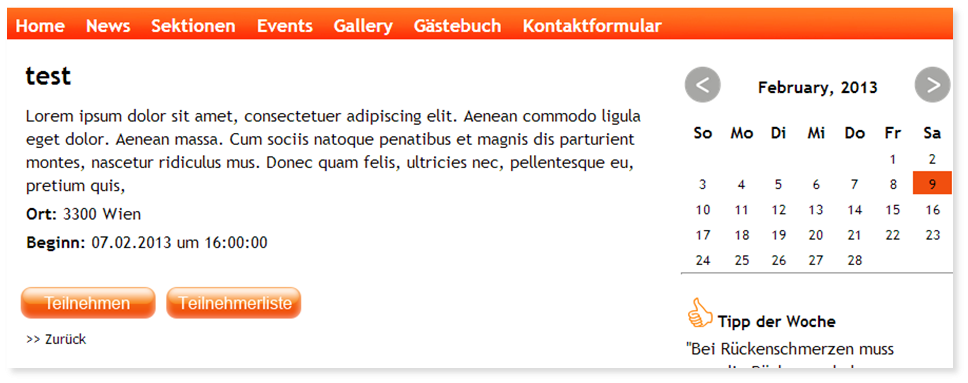 Home News Sektionen Events Gallery Gästebuch Kontaktformular
test
Lorem ipsum dolor sit amet, consectetuer adipiscing elit. Aenean commodo ligula
eget dolor. Aenean massa. Cum sociis natoque penatibus et magnis dis parturient
montes, nascetur ridiculus mus. Donec quam felis, ultricies nec, pellentesque eu,
pretium quis,
Ort: 3300 Wien
Beginn: 07.02.2013 um 16:00:00
Teilnehmen Teilnehmerliste
>> Zurück
< February, 2013 >
So Mo Di Mi Do Fr Sa
1 2
3 4 5 6 7 8 9
10 11 12 13 14 15 16
17 18 19 20 21 22 23
24 25 26 27 28
Tipp der Woche
"Bei Rückenschmerzen muss